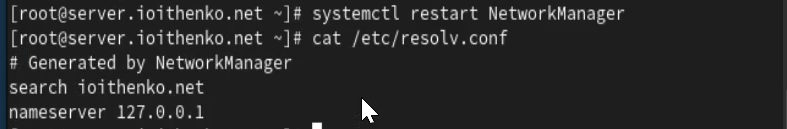 [root@server.ioithenko.net ~]# systemctl restart NetworkManager
[root@server.ioithenko.net ~]# cat /etc/resolv.conf
# Generated by NetworkManager
search ioithenko.net
nameserver 127.0.0.1